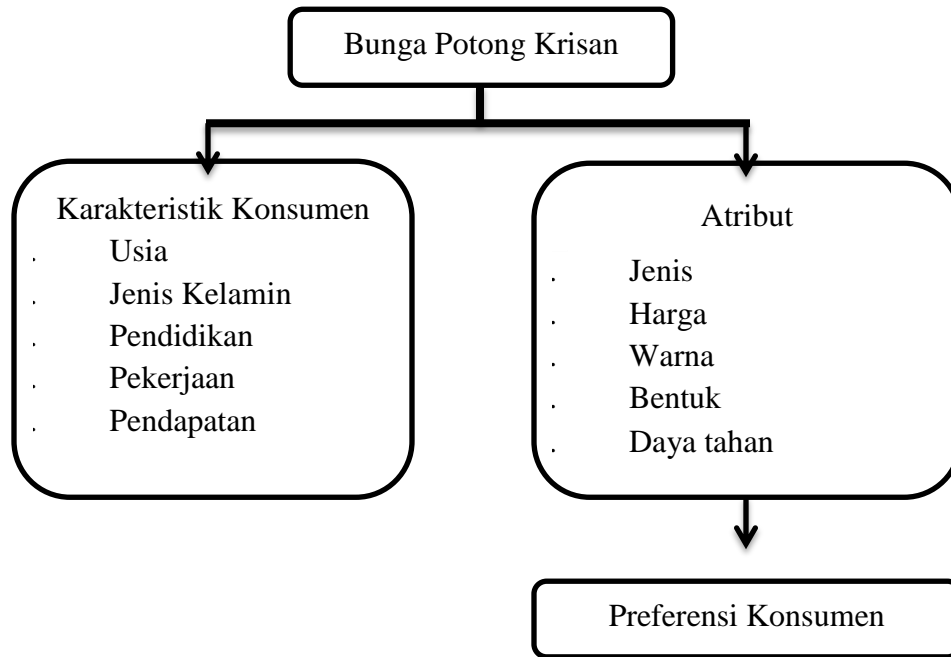 Bunga Potong Krisan
Karakteristik Konsumen
. Usia
. Jenis Kelamin
. Pendidikan
. Pekerjaan
. Pendapatan
Atribut
. Jenis
. Harga
. Warna
. Bentuk
. Daya tahan
Preferensi Konsumen